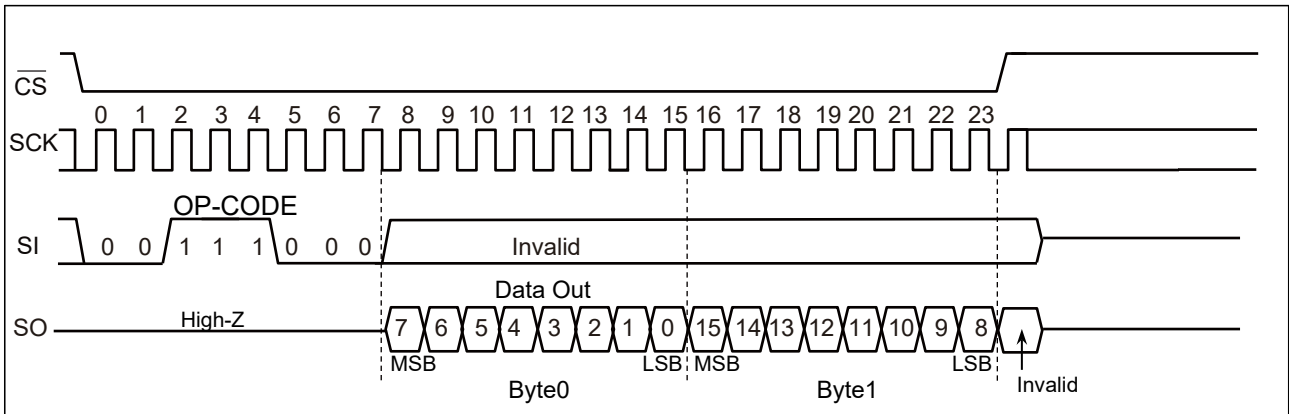 CS
0 1 2 3 4 5 6 7 8 9 10 11 12 13 14 15 16 17 18 19 20 21 22 23
SCK
OP-CODE
SI 0 0 1 1 1 0 0 0 Invalid
Data Out
SO High-Z 7 6 5 4 3 2 1 0 15 14 13 12 11 10 9 8
MSB LSB MSB LSB
Byte0 Byte1 Invalid